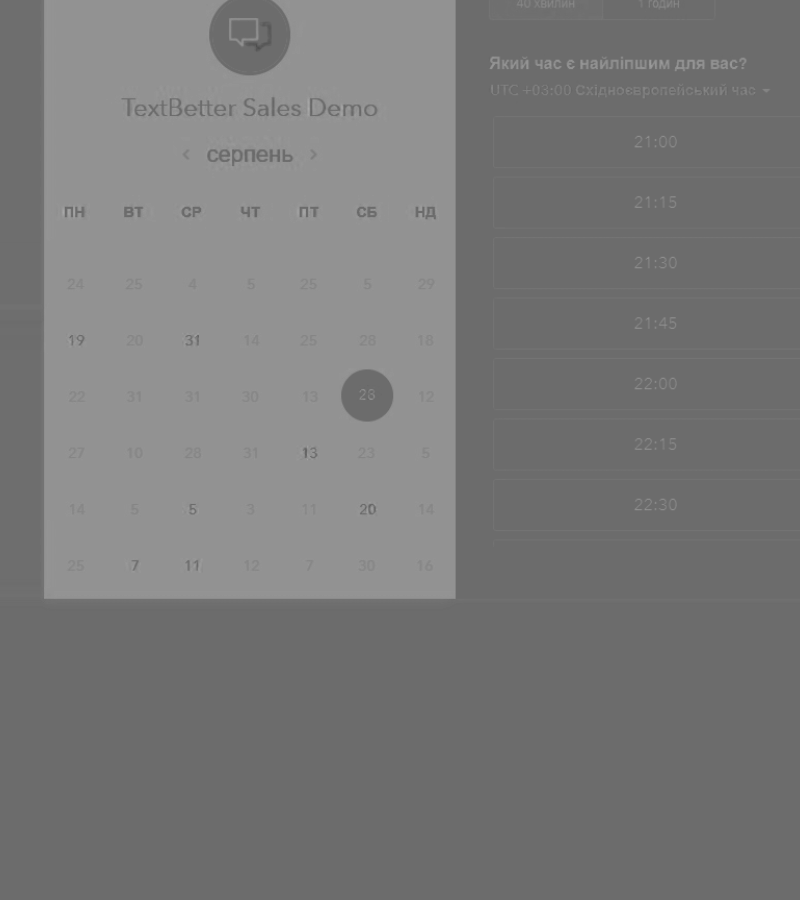 TextBetter Sales Demo
серпень
ПН ВТ СР ЧТ ПТ СБ НД
24 25 4 5 25 5 29
19 20 31 14 25 28 18
22 31 31 30 13 23 12
27 10 28 31 13 23 5
14 5 5 3 11 20 14
25 7 11 12 7 30 16
40 хвилин 1 годин
Який час є найліпшим для вас?
UTC +03:00 Східноєвропейський час
21:00
21:15
21:30
21:45
22:00
22:15
22:30